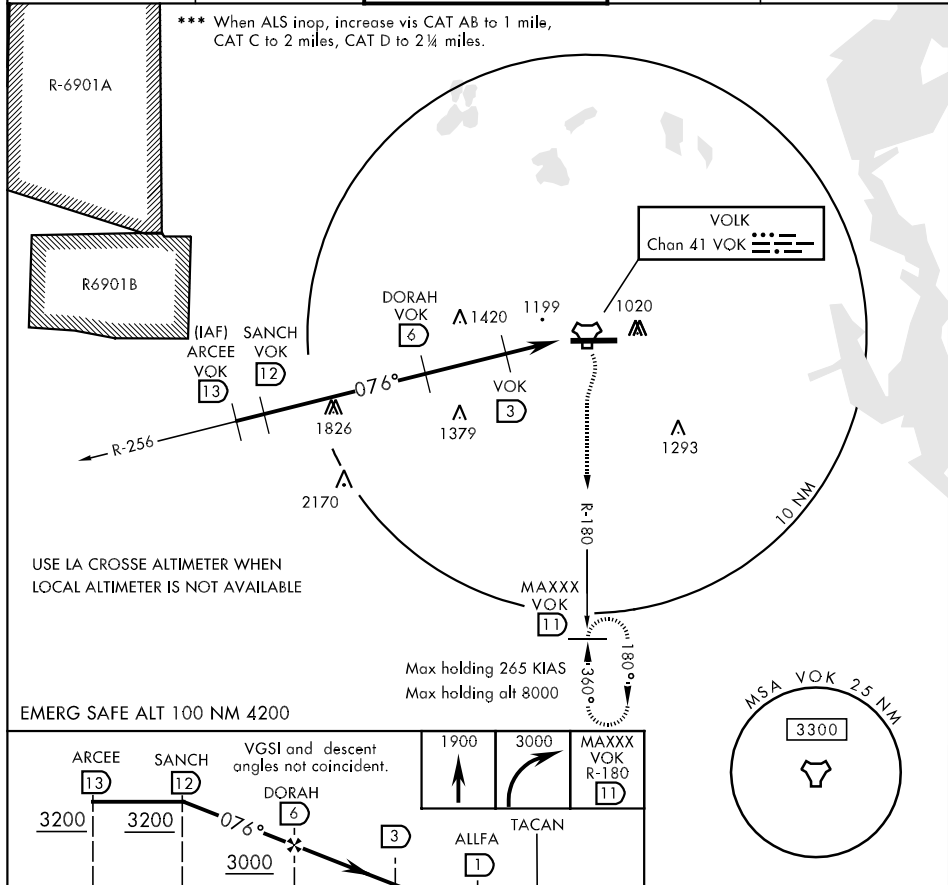 *** When ALS inop, increase vis CAT AB to 1 mile,
CAT C to 2 miles, CAT D to 2¼ miles.
R-6901A
VOLK
Chan 41 VOK
R6901B
DORAH
VOK
6
1420
1199
1020
(IAF)
ARCEE
VOK
13
SANCH
VOK
12
076°
VOK
3
1826
1379
1293
R-256
2170
10 NM
R-180
USE LA CROSSE ALTIMETER WHEN
LOCAL ALTIMETER IS NOT AVAILABLE
MAXXX
VOK
11
360°
180°
Max holding 265 KIAS
Max holding alt 8000
EMERG SAFE ALT 100 NM 4200
MSA VOK 25 NM
3300
ARCEE
13
SANCH
12
VGSI and descent
angles not coincident.
DORAH
6
1900
3000
MAXXX
VOK
R-180
11
3200
3200
076°
3000
3
ALLFA
1
TACAN